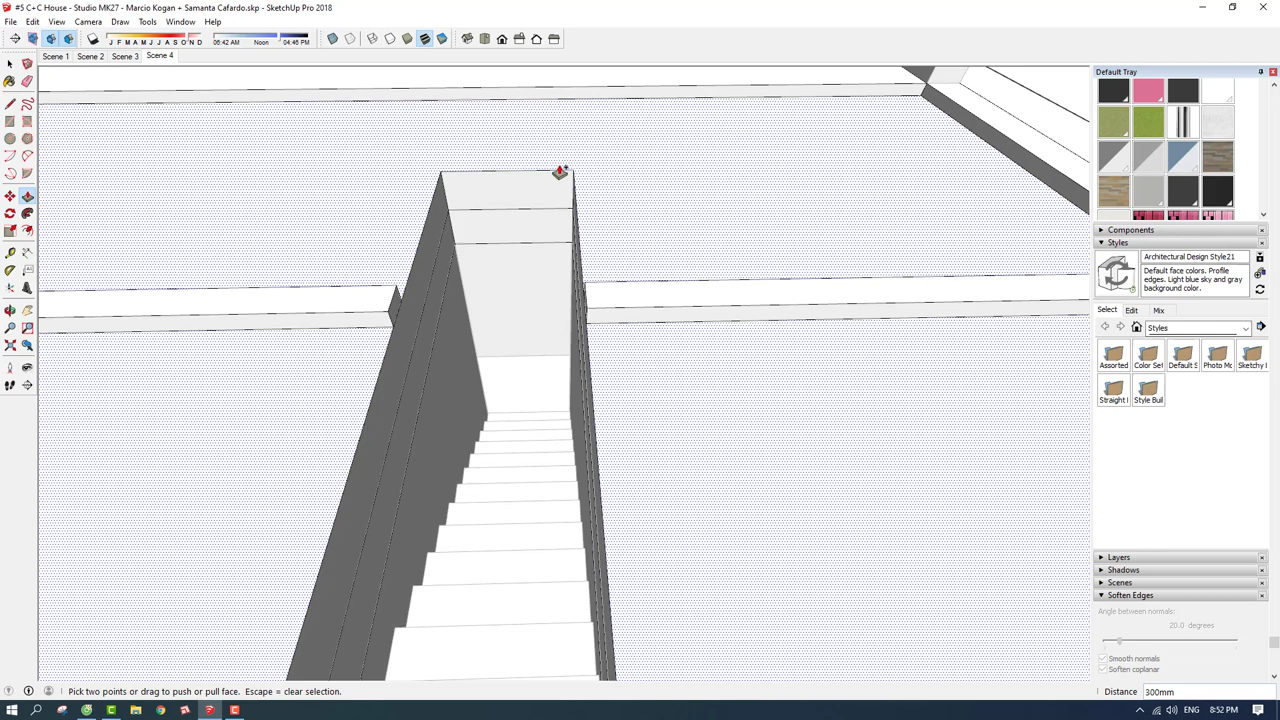 #5 C+C House - Studio MK27 - Marcio Kogan + Samanta Cafardo.skp - SketchUp Pro 2018
File Edit View Camera Draw Tools Window Help
J F M A M J J A S O N D 06:42 AM Noon 04:46 PM
Scene 1 Scene 2 Scene 3 Scene 4
Default Tray
Components
Styles
Architectural Design Style21
Default face colors. Profile
edges. Light blue sky and gray
background color.
Select Edit Mix
Styles
Assorted Color Set Default S Photo Mo Sketchy I
Straight I Style Buil
Layers
Shadows
Scenes
Soften Edges
Angle between normals:
20.0 degrees
Smooth normals
Soften coplanar
Pick two points or drag to push or pull face. Escape = clear selection.
Distance 300mm
ENG 8:52 PM